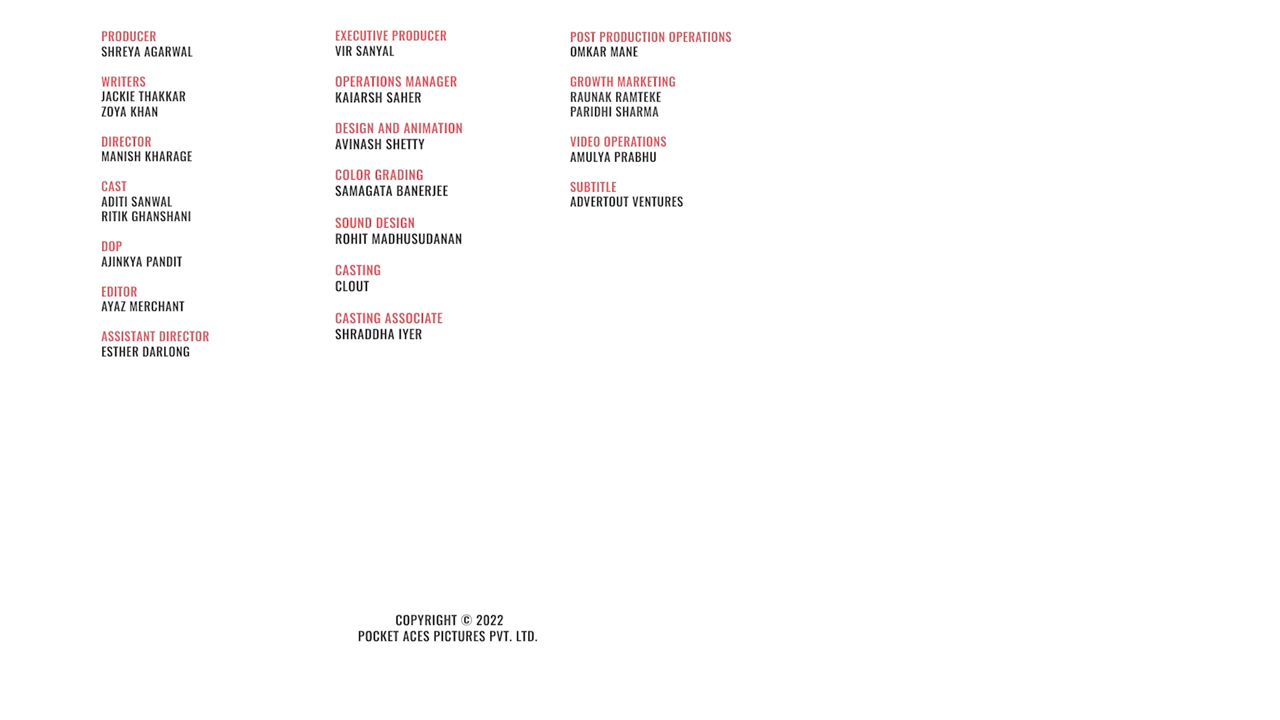 PRODUCER
SHREYA AGARWAL
WRITERS
JACKIE THAKKAR
ZOYA KHAN
DIRECTOR
MANISH KHARAGE
CAST
ADITI SANWAL
RITIK GHANSHANI
DOP
AJINKYA PANDIT
EDITOR
AYAZ MERCHANT
ASSISTANT DIRECTOR
ESTHER DARLONG
EXECUTIVE PRODUCER
VIR SANYAL
OPERATIONS MANAGER
KAIARSH SAHER
DESIGN AND ANIMATION
AVINASH SHETTY
COLOR GRADING
SAMAGATA BANERJEE
SOUND DESIGN
ROHIT MADHUSUDANAN
CASTING
CLOUT
CASTING ASSOCIATE
SHRADDHA IYER
POST PRODUCTION OPERATIONS
OMKAR MANE
GROWTH MARKETING
RAUNAK RAMTEKE
PARIDHI SHARMA
VIDEO OPERATIONS
AMULYA PRABHU
SUBTITLE
ADVERTOUT VENTURES
COPYRIGHT © 2022
POCKET ACES PICTURES PVT. LTD.